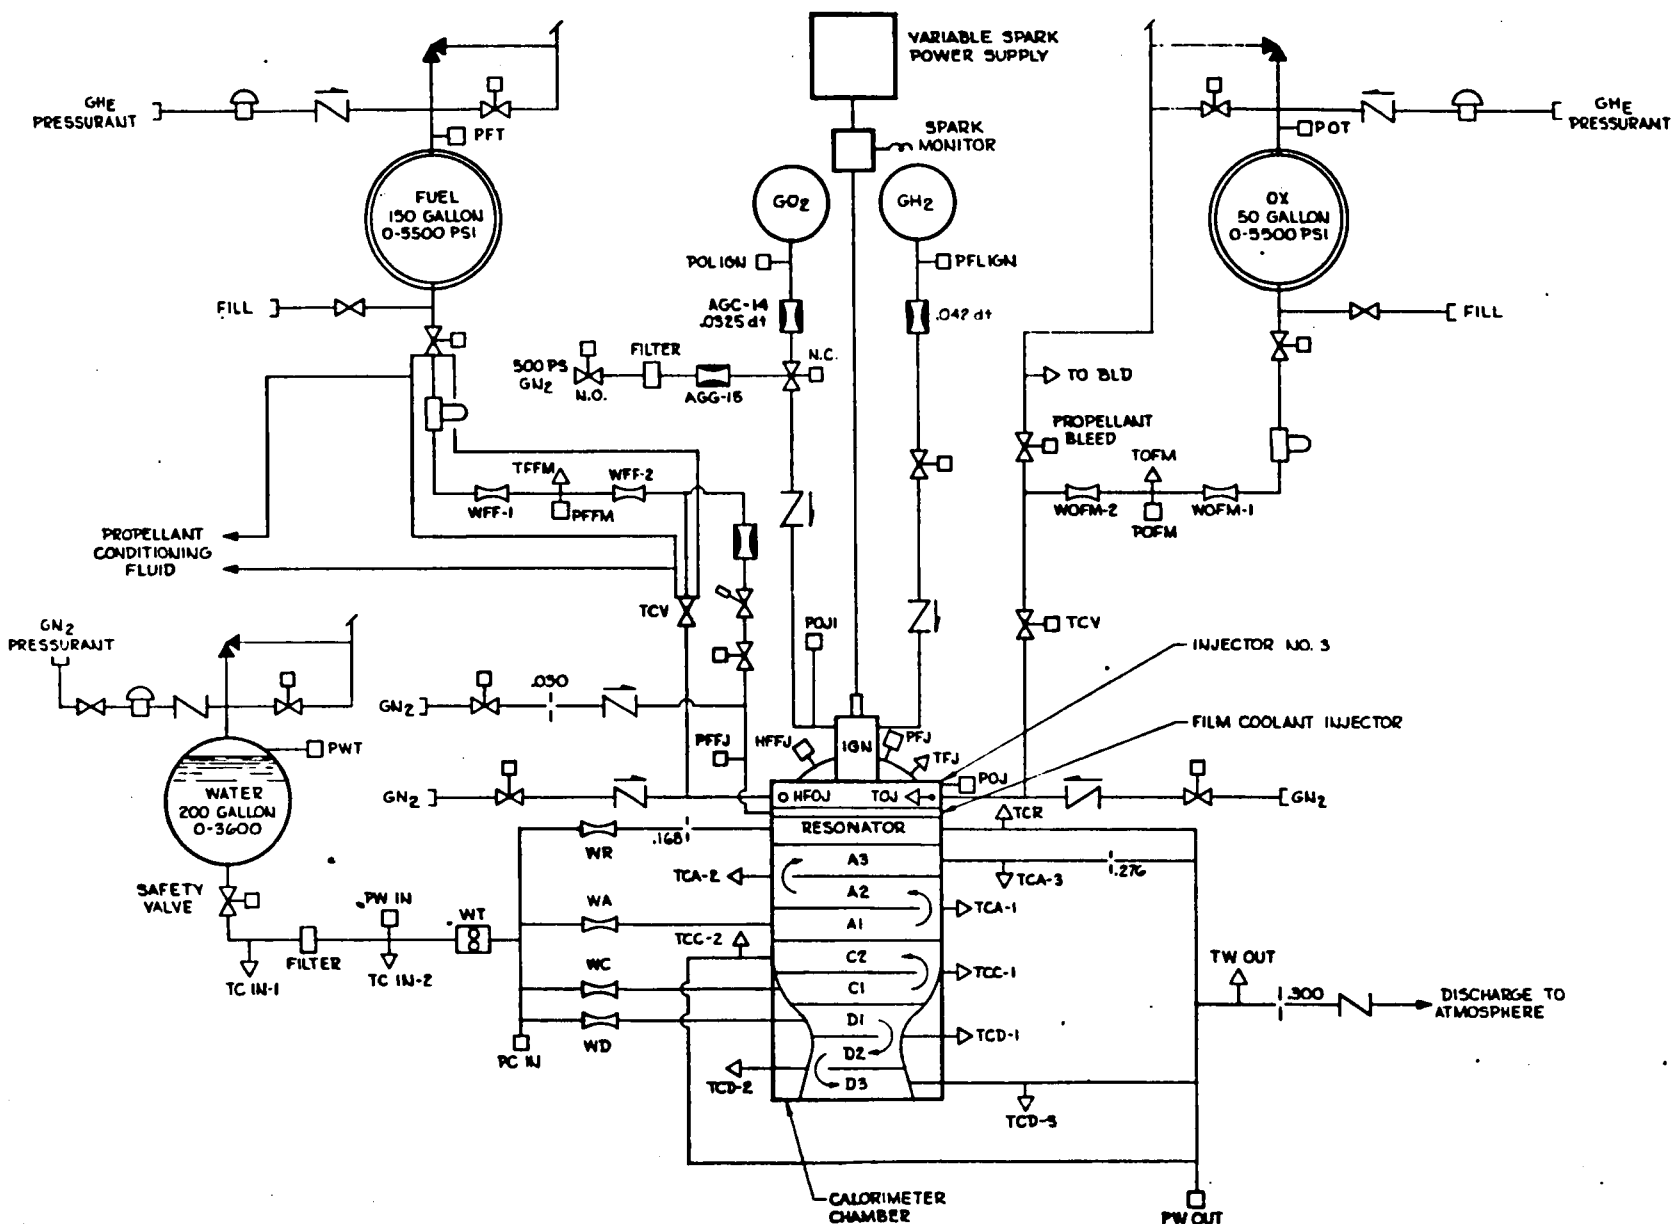 VARIABLE SPARK
POWER SUPPLY
GHE
PRESSURANT
PFT
SPARK
MONITOR
POT
GHE
PRESSURANT
FUEL
150 GALLON
0-5500 PSI
GO2
GH2
OX
50 GALLON
0-5500 PSI
POLIGN
PFLIGN
FILL
AGC-14
.0325 dt
.042 dt
FILL
500 PS
GN2
N.O.
FILTER
AGG-15
N.C.
TO BLD
PROPELLANT
BLEED
TFFM
WFF-2
WFF-1
PFFM
TOFM
WOFM-2
WOFM-1
POFM
PROPELLANT
CONDITIONING
FLUID
TCV
POJI
TCV
GN2
PRESSURANT
INJECTOR NO. 3
GN2
.030
FILM COOLANT INJECTOR
PWT
PFFJ
HFFJ
IGN
PFJ
TFJ
POJ
WATER
200 GALLON
0-3600
GN2
HFOJ
TOJ
GN2
TCR
RESONATOR
WR
.168
A3
.276
TCA-2
TCA-3
A2
SAFETY
VALVE
PW IN
WT
WA
TCA-1
A1
TCC-2
FILTER
TC IN-1
TC IN-2
C2
TCC-1
WC
C1
TW OUT
.300
DISCHARGE TO
ATMOSPHERE
D1
WD
TCD-1
PC IN
D2
TCD-2
D3
TCD-3
CALORIMETER
CHAMBER
PW OUT